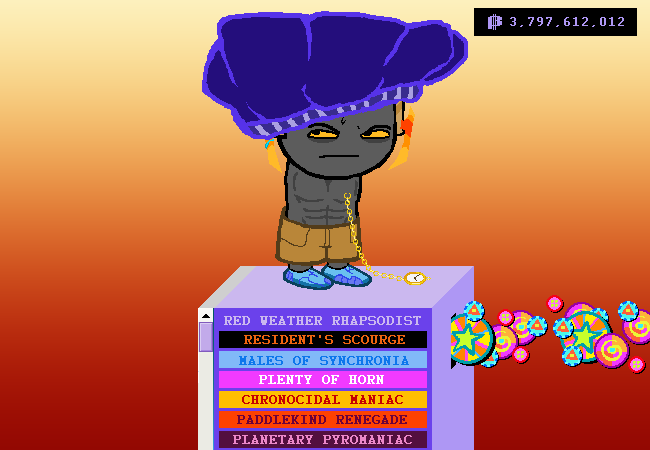 3,797,612,012
RED WEATHER RHAPSODIST
RESIDENT'S SCOURGE
MALES OF SYNCHRONIA
PLENTY OF HORN
CHRONOCIDAL MANIAC
PADDLEKIND RENEGADE
PLANETARY PYROMANIAC